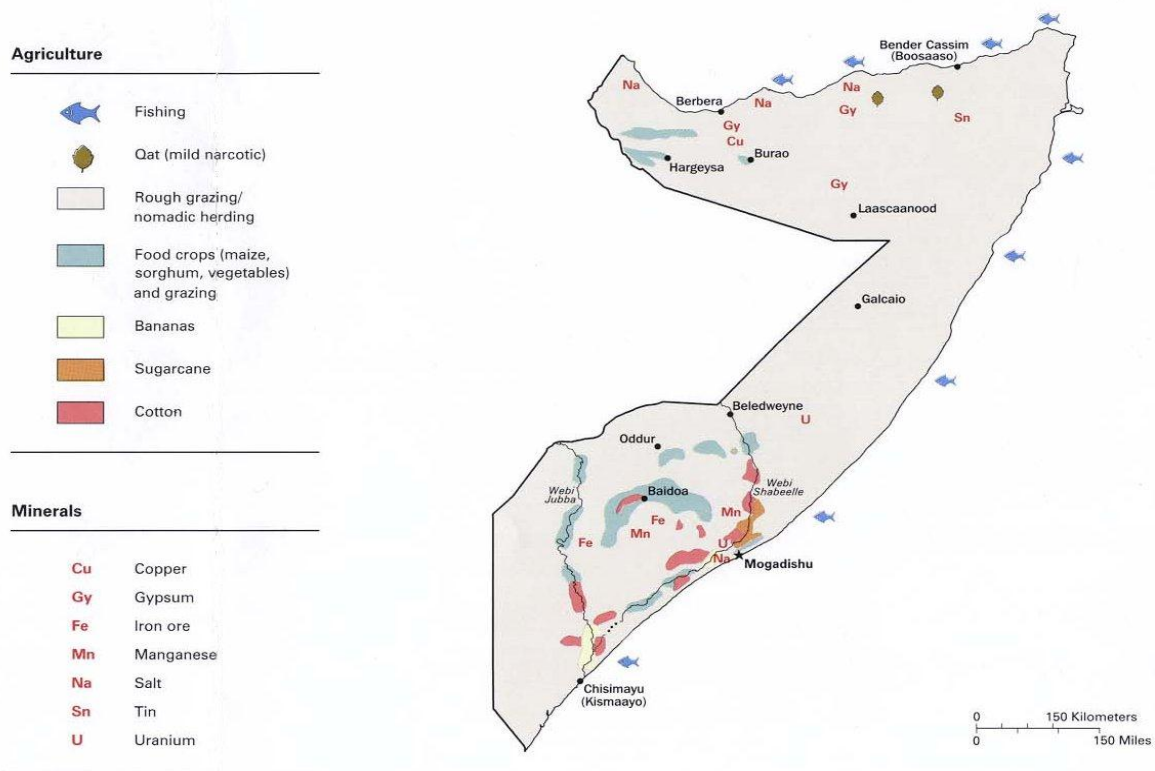 Agriculture
Fishing
Qat (mild narcotic)
Rough grazing/
nomadic herding
Food crops (maize,
sorghum, vegetables)
and grazing
Bananas
Sugarcane
Cotton
Minerals
Cu Copper
Gy Gypsum
Fe Iron ore
Mn Manganese
Na Salt
Sn Tin
U Uranium
Bender Cassim
(Boosaaso)
Na
Na
Na
Berbera
Gy
Sn
Gy
Cu
Burao
Hargeysa
Gy
Laascaanood
Galcaio
Beledweyne
U
Oddur
Webi
Jubba
Baidoa
Webi
Shabeelle
Mn
Fe
Mn
Fe
U
Na
Mogadishu
Chisimayu
(Kismaayo)
0 150 Kilometers
0 150 Miles